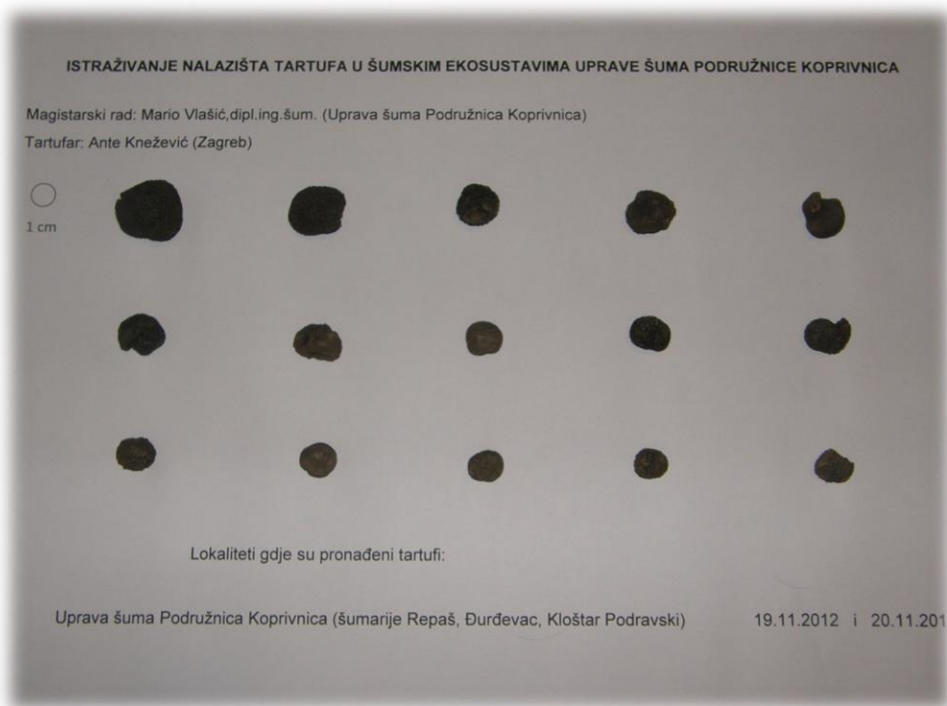 ISTRAŽIVANJE NALAZIŠTA TARTUFA U ŠUMSKIM EKOSUSTAVIMA UPRAVE ŠUMA PODRUŽNICE KOPRIVNICA
Magistarski rad: Mario Vlašić,dipl.ing.šum. (Uprava šuma Podružnica Koprivnica)
Tartufar: Ante Knežević (Zagreb)
1 cm
Lokaliteti gdje su pronađeni tartufi:
Uprava šuma Podružnica Koprivnica (šumarije Repaš, Đurđevac, Kloštar Podravski) 19.11.2012 i 20.11.201